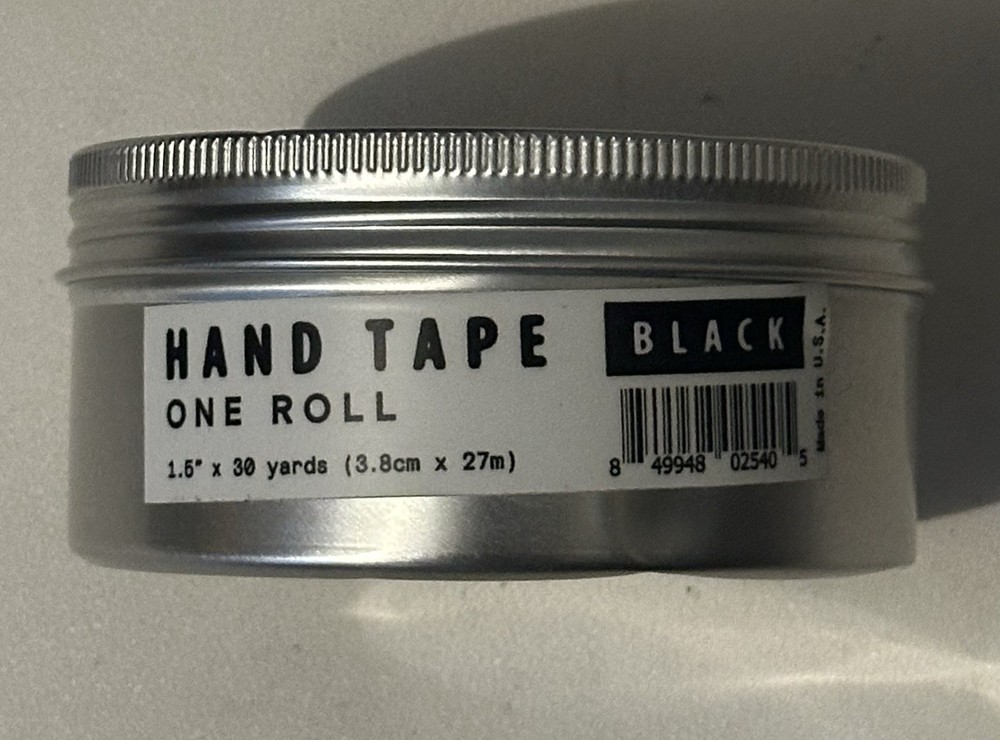 HAND TAPE
ONE ROLL
1.5" x 30 yards (3.8cm x 27m)
BLACK
8 49948 02540 5
Made in U.S.A.